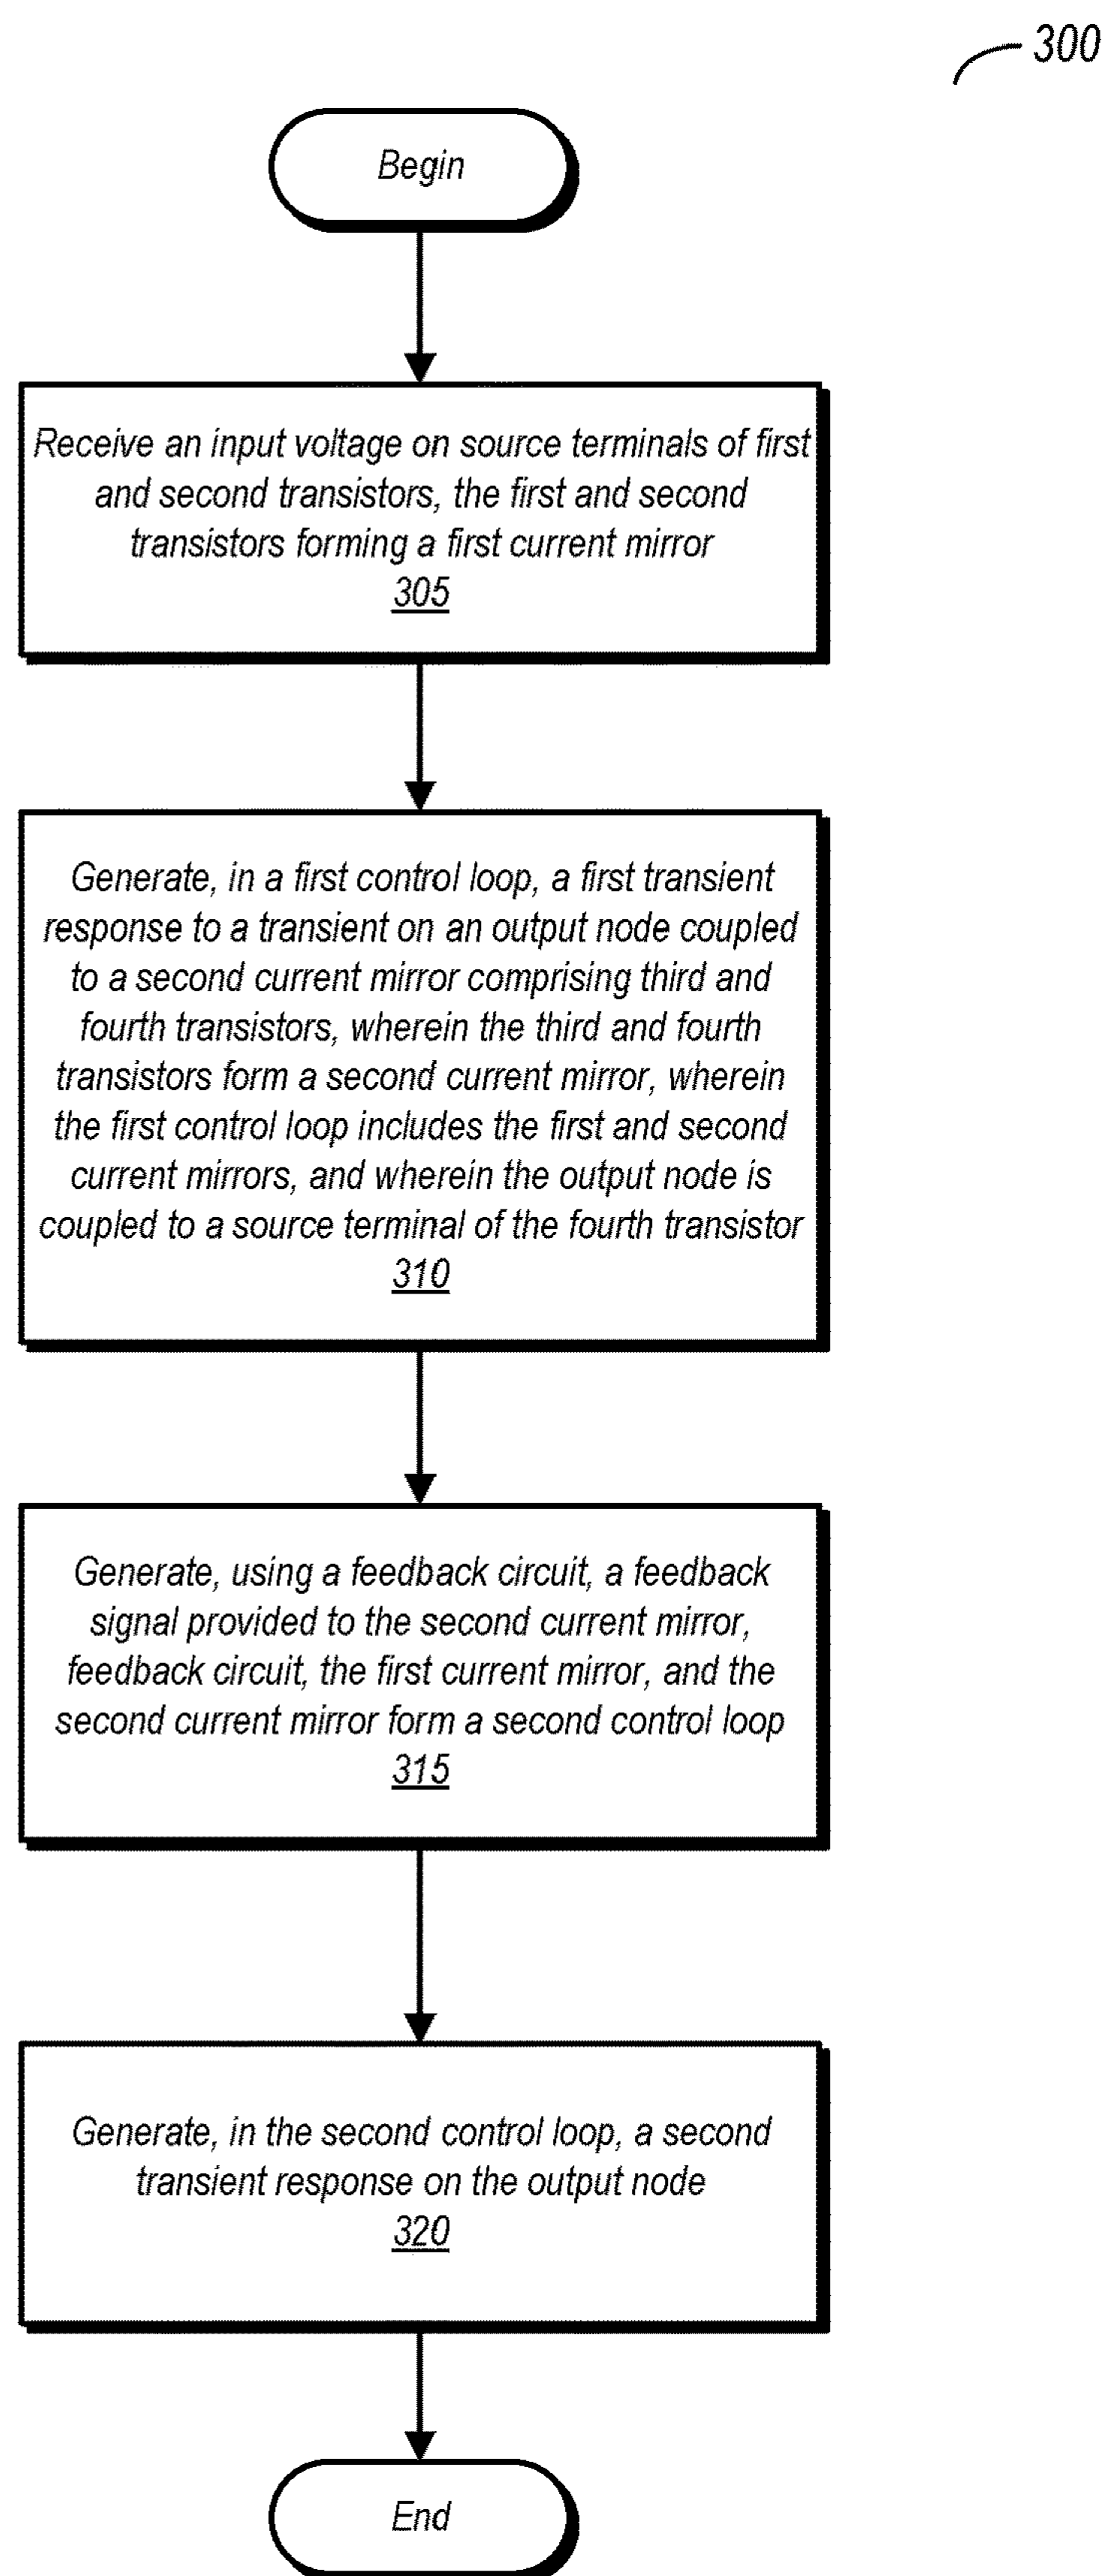 300
Begin
Receive an input voltage on source terminals of first
and second transistors, the first and second
transistors forming a first current mirror
305
Generate, in a first control loop, a first transient
response to a transient on an output node coupled
to a second current mirror comprising third and
fourth transistors, wherein the third and fourth
transistors form a second current mirror, wherein
the first control loop includes the first and second
current mirrors, and wherein the output node is
coupled to a source terminal of the fourth transistor
310
Generate, using a feedback circuit, a feedback
signal provided to the second current mirror,
feedback circuit, the first current mirror, and the
second current mirror form a second control loop
315
Generate, in the second control loop, a second
transient response on the output node
320
End